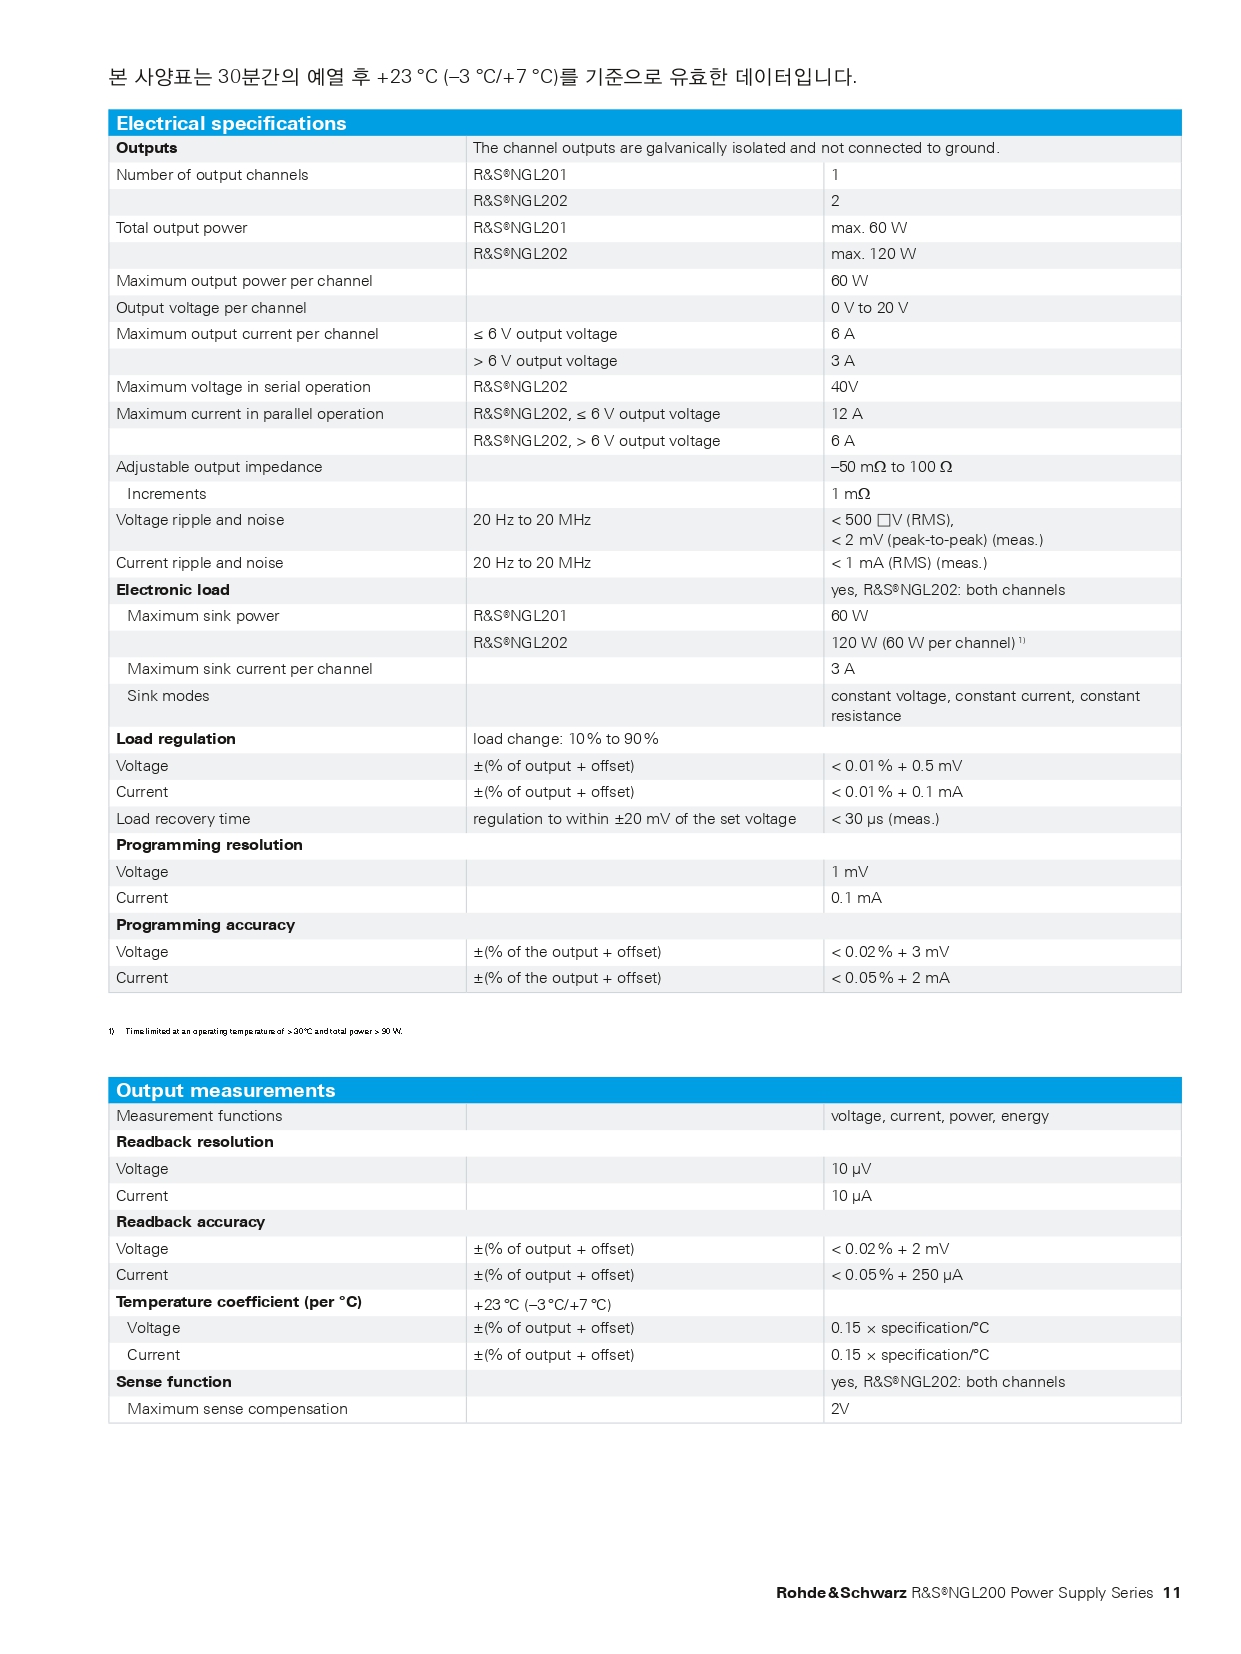 본 사양표는 30분간의 예열 후 +23 °C (–3 °C/+7 °C)를 기준으로 유효한 데이터입니다.
Electrical specifications
Outputs The channel outputs are galvanically isolated and not connected to ground.
Number of output channels R&S®NGL201 1
R&S®NGL202 2
Total output power R&S®NGL201 max. 60 W
R&S®NGL202 max. 120 W
Maximum output power per channel 60 W
Output voltage per channel 0 V to 20 V
Maximum output current per channel ≤ 6 V output voltage 6 A
> 6 V output voltage 3 A
Maximum voltage in serial operation R&S®NGL202 40V
Maximum current in parallel operation R&S®NGL202, ≤ 6 V output voltage 12 A
R&S®NGL202, > 6 V output voltage 6 A
Adjustable output impedance –50 mΩ to 100 Ω
Increments 1 mΩ
Voltage ripple and noise 20 Hz to 20 MHz < 500 □V (RMS),
< 2 mV (peak-to-peak) (meas.)
Current ripple and noise 20 Hz to 20 MHz < 1 mA (RMS) (meas.)
Electronic load yes, R&S®NGL202: both channels
Maximum sink power R&S®NGL201 60 W
R&S®NGL202 120 W (60 W per channel) 1)
Maximum sink current per channel 3 A
Sink modes constant voltage, constant current, constant
resistance
Load regulation load change: 10% to 90%
Voltage ±(% of output + offset) < 0.01% + 0.5 mV
Current ±(% of output + offset) < 0.01% + 0.1 mA
Load recovery time regulation to within ±20 mV of the set voltage < 30 µs (meas.)
Programming resolution
Voltage 1 mV
Current 0.1 mA
Programming accuracy
Voltage ±(% of the output + offset) < 0.02% + 3 mV
Current ±(% of the output + offset) < 0.05% + 2 mA
1) Time limited at an operating temperature of > 30 °C and total power > 90 W.
Output measurements
Measurement functions voltage, current, power, energy
Readback resolution
Voltage 10 µV
Current 10 µA
Readback accuracy
Voltage ±(% of output + offset) < 0.02% + 2 mV
Current ±(% of output + offset) < 0.05% + 250 µA
Temperature coefficient (per °C) +23 °C (–3 °C/+7 °C)
Voltage ±(% of output + offset) 0.15 × specification/°C
Current ±(% of output + offset) 0.15 × specification/°C
Sense function yes, R&S®NGL202: both channels
Maximum sense compensation 2V
Rohde & Schwarz R&S®NGL200 Power Supply Series 11